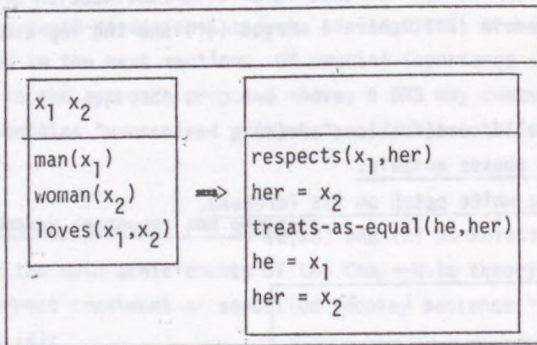 x₁ x₂
man(x₁)
woman(x₂)
loves(x₁,x₂)
⟹
respects(x₁,her)
her = x₂
treats-as-equal(he,her)
he = x₁
her = x₂